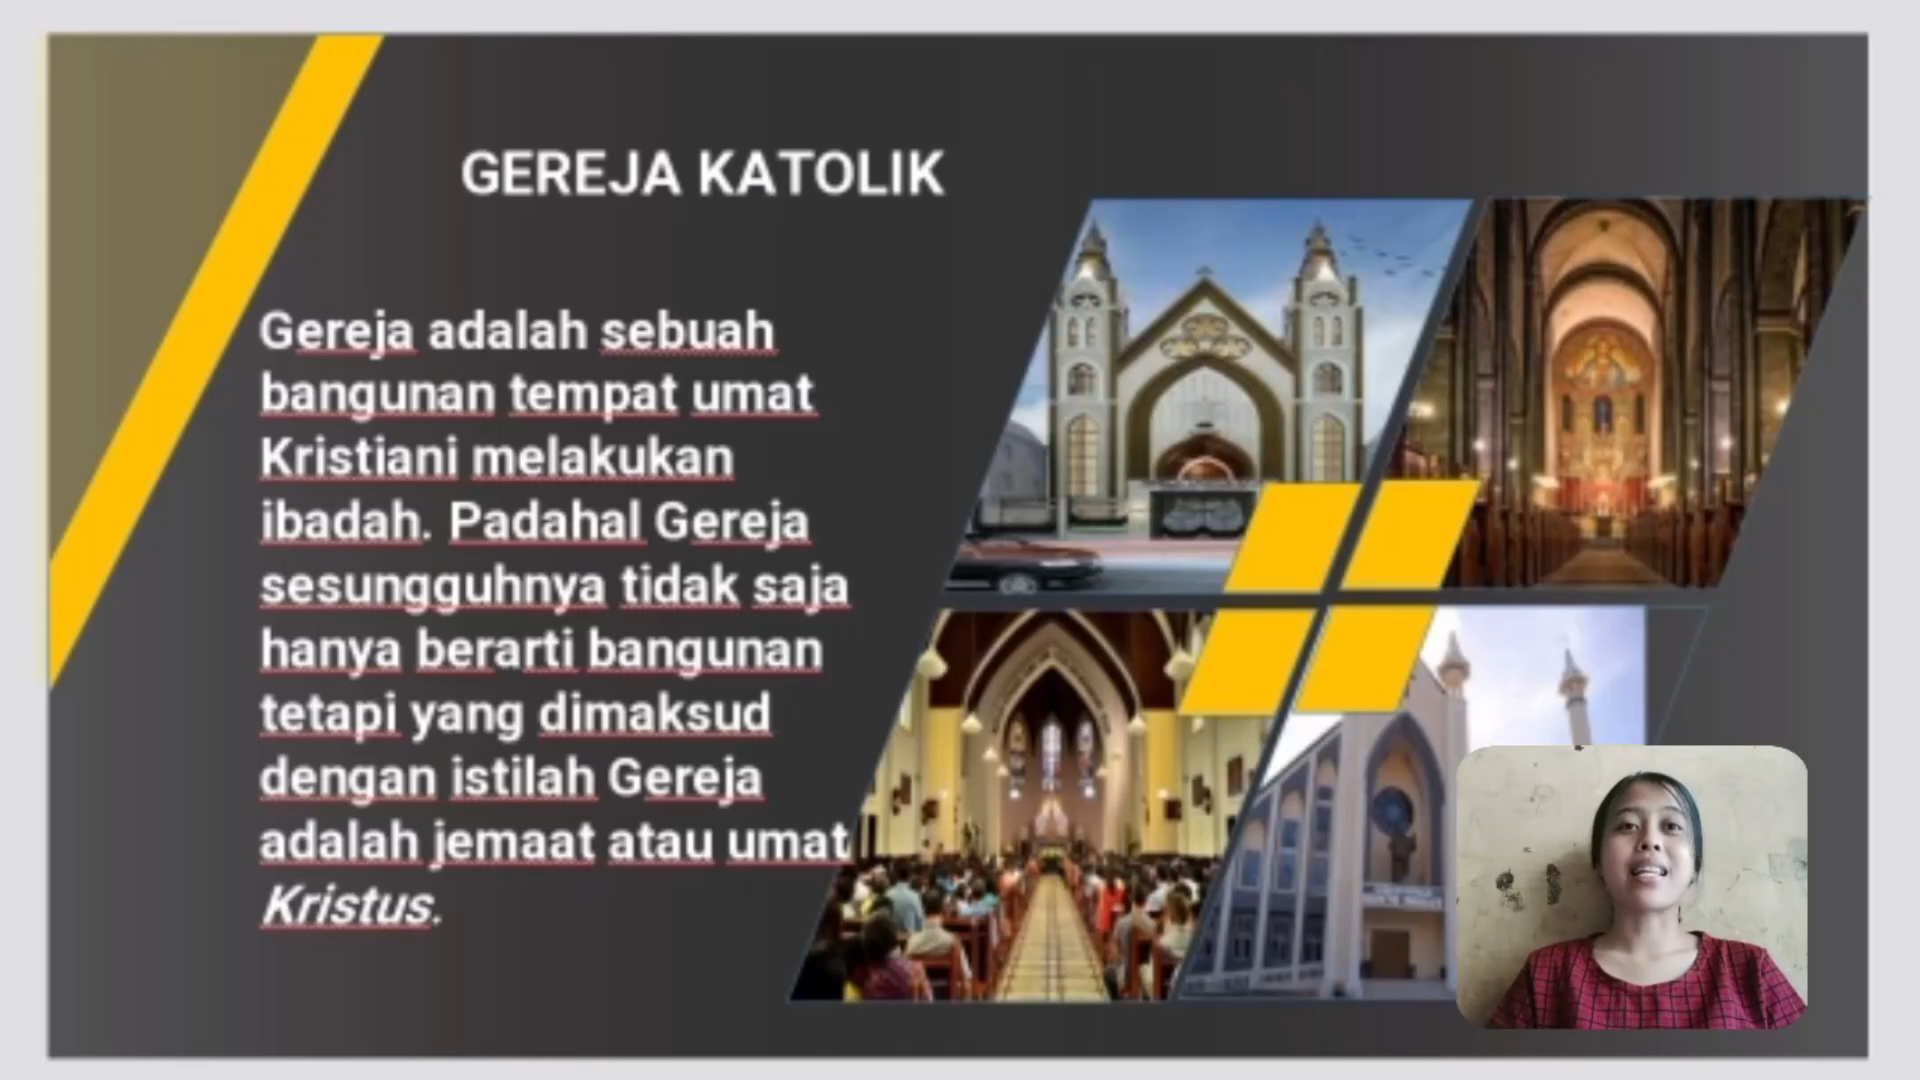 GEREJA KATOLIK
Gereja adalah sebuah
bangunan tempat umat
Kristiani melakukan
ibadah. Padahal Gereja
sesungguhnya tidak saja
hanya berarti bangunan
tetapi yang dimaksud
dengan istilah Gereja
adalah jemaat atau umat
Kristus.